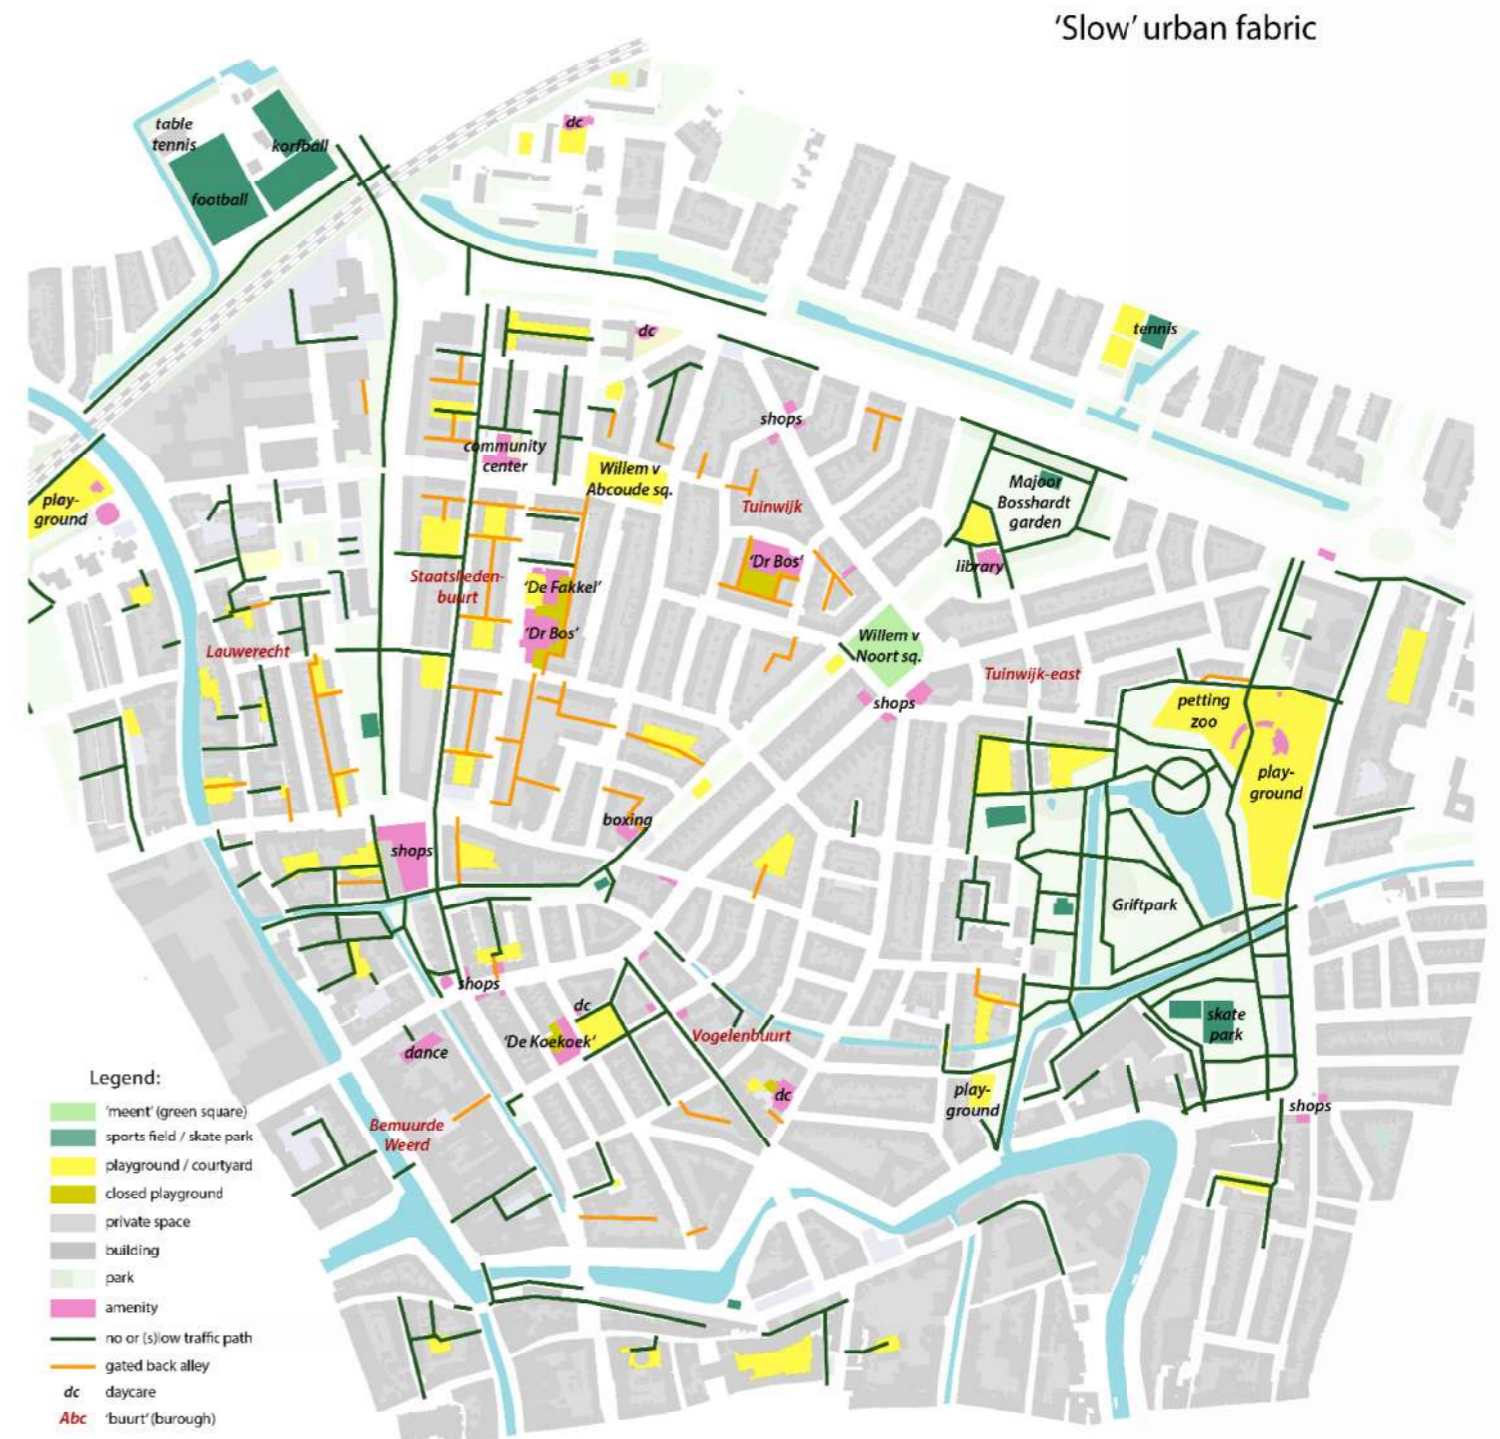 'Slow' urban fabric
table
tennis
korfball
football
dc
tennis
dc
shops
community
center
Willem v
Abcoude sq.
Majoor
Bosshardt
garden
play-
ground
Tuinwijk
library
'Dr Bos'
Staatslieden-
buurt
'De Fakkel'
'Dr Bos'
Willem v
Noort sq.
Lauwerecht
Tuinwijk-east
shops
petting
zoo
play-
ground
boxing
shops
Griftpark
shops
dc
'De Koekoek'
Vogelenbuurt
skate
park
dance
dc
play-
ground
shops
Bemuurde
Weerd
Legend:
'meent' (green square)
sports field / skate park
playground / courtyard
closed playground
private space
building
park
amenity
no or (s)low traffic path
gated back alley
dc daycare
Abc 'buurt' (burough)